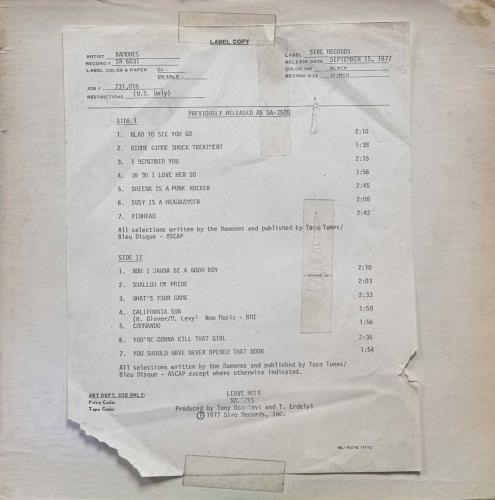 LABEL COPY
ARTIST RAMONES
RECORD # SR 6031
LABEL COLOR & PAPER DJ -
ON SALE -
JOB # 731,018
RESTRICTIONS (U.S. Only)
LABEL SIRE RECORDS
RELEASE DATE SEPTEMBER 15, 1977
COLOR INK BLACK
RECORD SIZE 12 INCH
PREVIOUSLY RELEASED AS SA-7528
SIDE I
1. GLAD TO SEE YOU GO 2:10
2. GIMME GIMME SHOCK TREATMENT 1:38
3. I REMEMBER YOU 2:15
4. OH OH I LOVE HER SO 1:56
5. SHEENA IS A PUNK ROCKER 2:45
6. SUSY IS A HEADBANGER 2:08
7. PINHEAD 2:42
All selections written by the Ramones and published by Taco Tunes/
Bleu Disque - ASCAP
SIDE II
1. NOW I WANNA BE A GOOD BOY 2:10
2. SWALLOW MY PRIDE 2:03
3. WHAT'S YOUR GAME 2:33
4. CALIFORNIA SUN 1:58
(H. Glover/M. Levy) Nom Music - BMI
5. COMMANDO 1:56
6. YOU'RE GONNA KILL THAT GIRL 2:36
7. YOU SHOULD HAVE NEVER OPENED THAT DOOR 1:54
All selections written by the Ramones and published by Taco Tunes/
Bleu Disque - ASCAP except where otherwise indicated.
ART DEPT. USE ONLY:
Price Code:
Tape Code:
LEAVE HOME
RAMONES
Produced by Tony Bongiovi and T. Erdelyi
Ⓟ 1977 Sire Records, Inc.